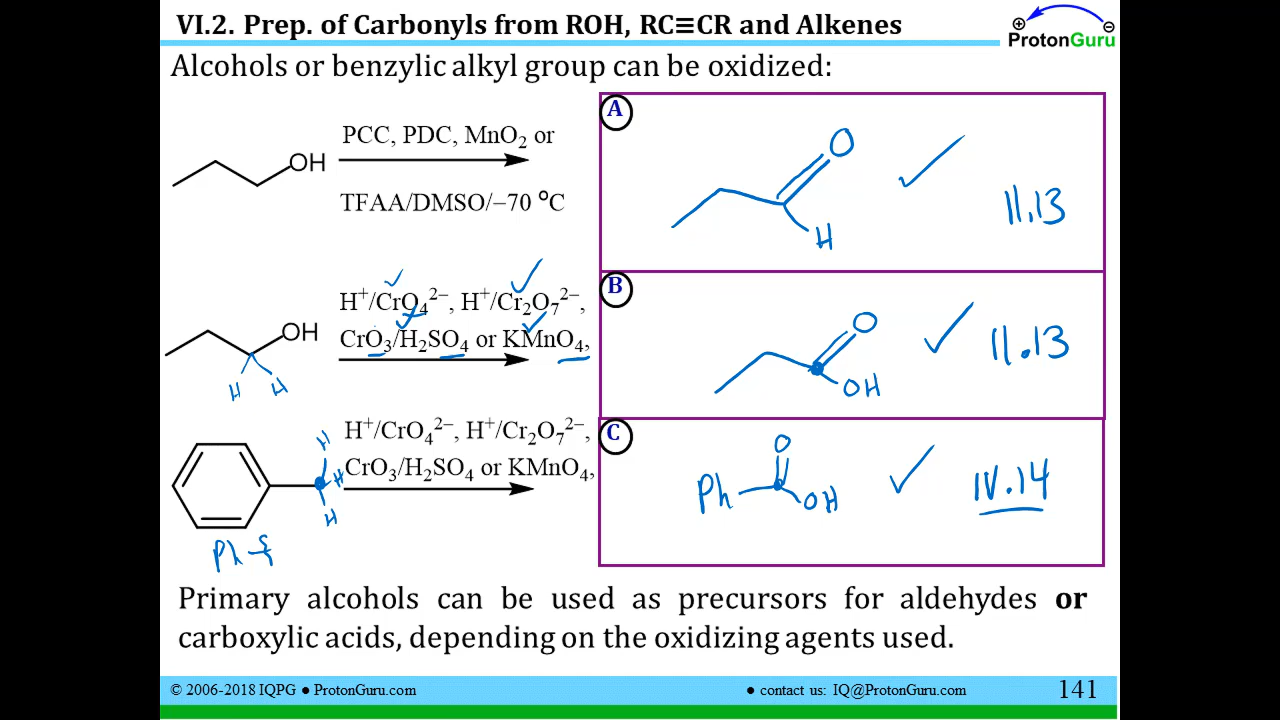 VI.2. Prep. of Carbonyls from ROH, RC≡CR and Alkenes
⊕ ⊖
ProtonGuru
Alcohols or benzylic alkyl group can be oxidized:
OH
PCC, PDC, MnO₂ or
TFAA/DMSO/–70 °C
A
O
H
11.13
OH
H H
H⁺/CrO₄²⁻, H⁺/Cr₂O₇²⁻,
CrO₃/H₂SO₄ or KMnO₄,
B
O
OH
11.13
H
H
H
Ph
H⁺/CrO₄²⁻, H⁺/Cr₂O₇²⁻,
CrO₃/H₂SO₄ or KMnO₄,
C
O
Ph OH
IV.14
Primary alcohols can be used as precursors for aldehydes or
carboxylic acids, depending on the oxidizing agents used.
© 2006-2018 IQPG ● ProtonGuru.com ● contact us: IQ@ProtonGuru.com 141